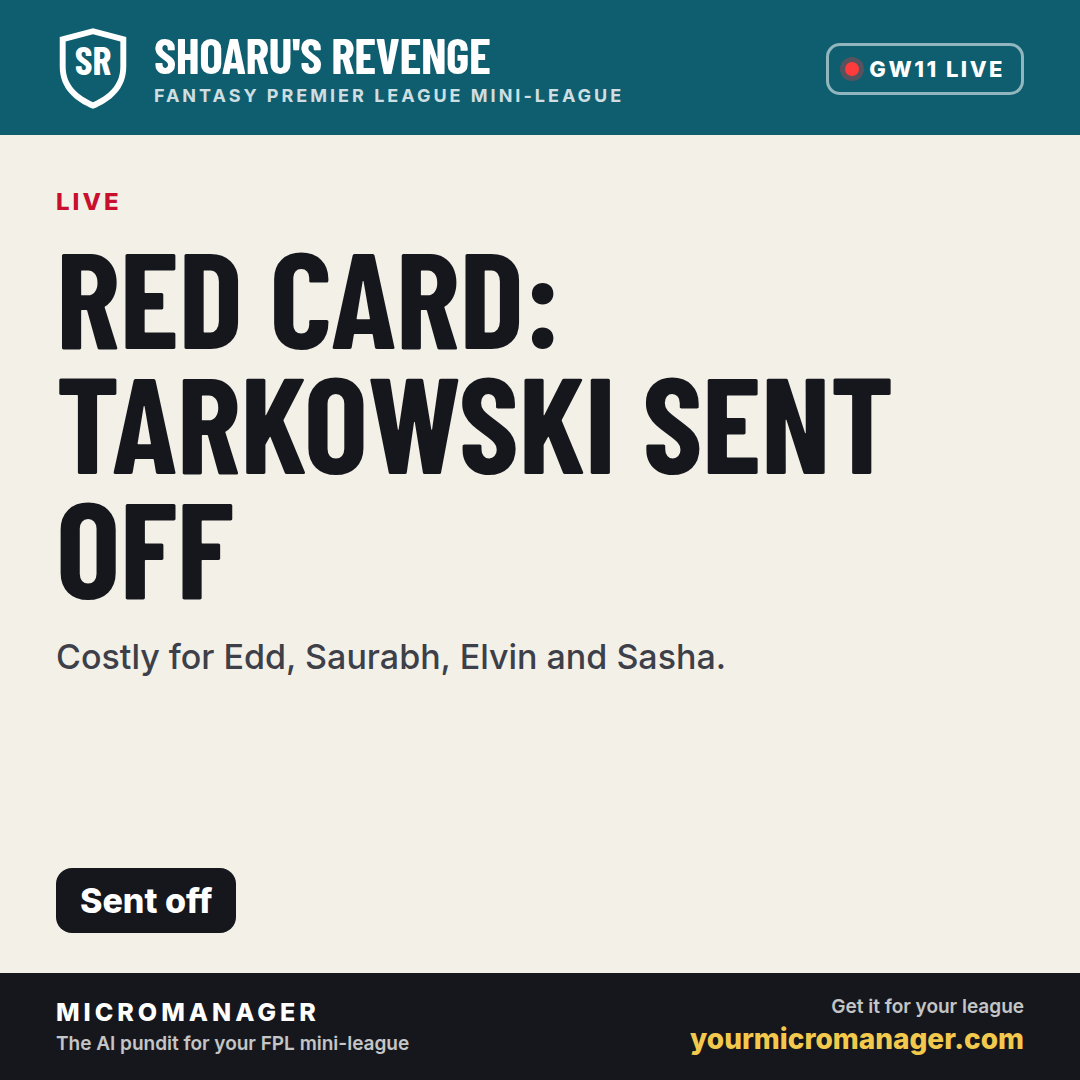 SR
SHOARU'S REVENGE
FANTASY PREMIER LEAGUE MINI-LEAGUE
GW11 LIVE
LIVE
RED CARD:
TARKOWSKI SENT
OFF
Costly for Edd, Saurabh, Elvin and Sasha.
Sent off
MICROMANAGER
The AI pundit for your FPL mini-league
Get it for your league
yourmicromanager.com